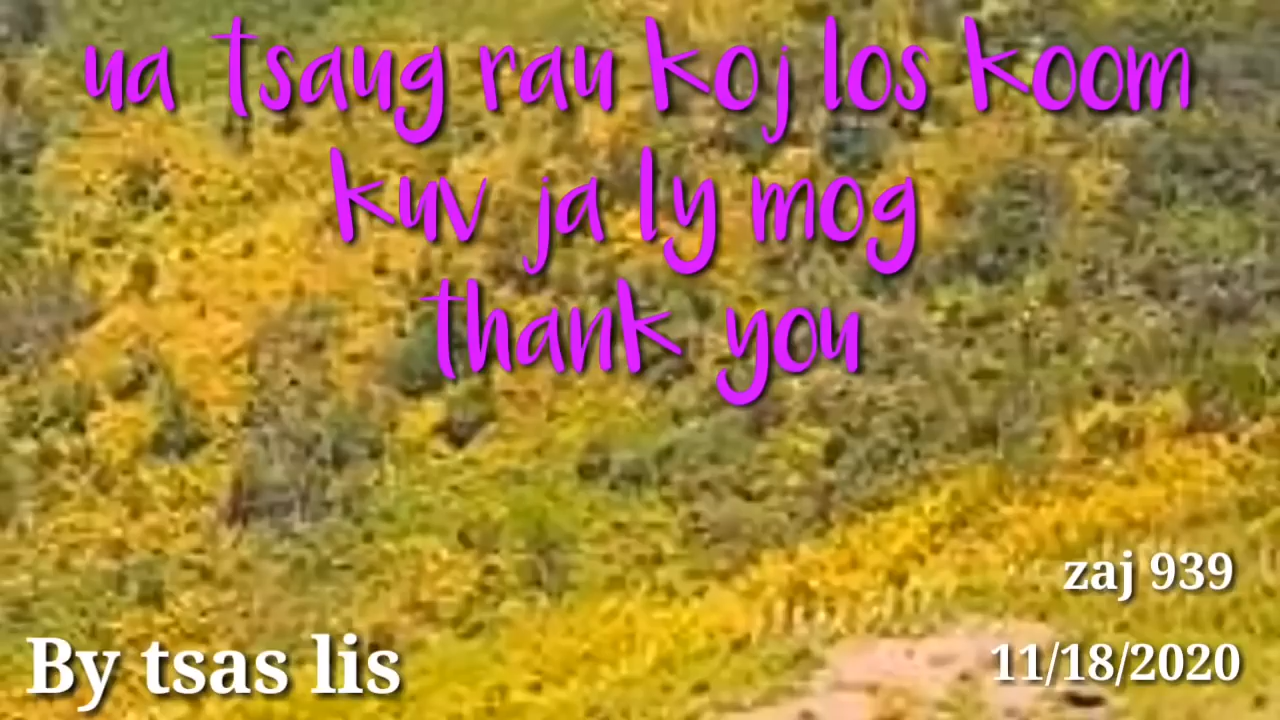 ua tsaug rau koj los koom
kuv ja ly mog
thank you
zaj 939
By tsas lis
11/18/2020